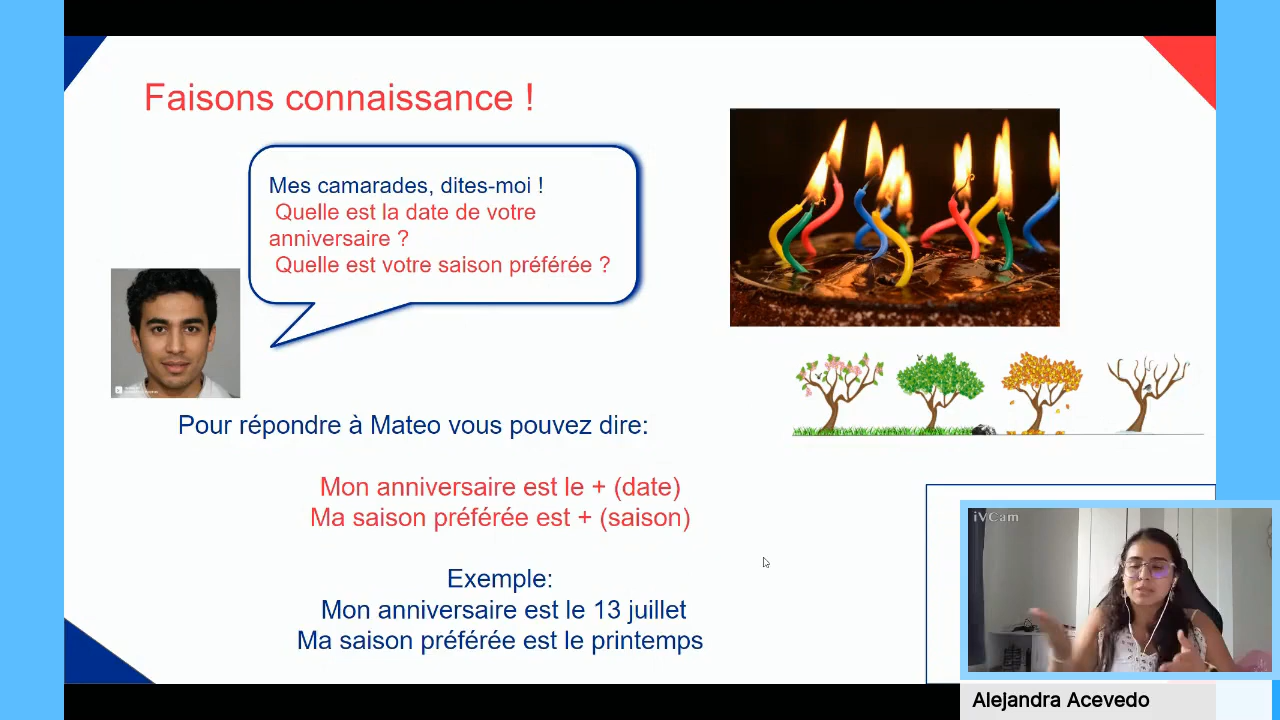 Faisons connaissance !
Mes camarades, dites-moi !
Quelle est la date de votre
anniversaire ?
Quelle est votre saison préférée ?
Pour répondre à Mateo vous pouvez dire:
Mon anniversaire est le + (date)
Ma saison préférée est + (saison)
Exemple:
Mon anniversaire est le 13 juillet
Ma saison préférée est le printemps
iVCam
Alejandra Acevedo